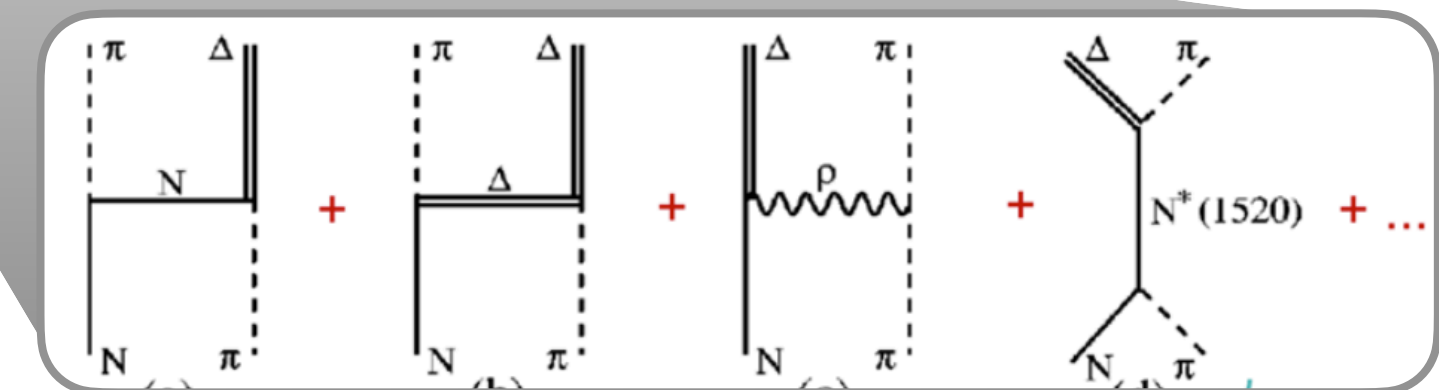 π Δ π Δ Δ π Δ π
N Δ ρ
+ + + N*(1520) + ...
N π N π N π N π